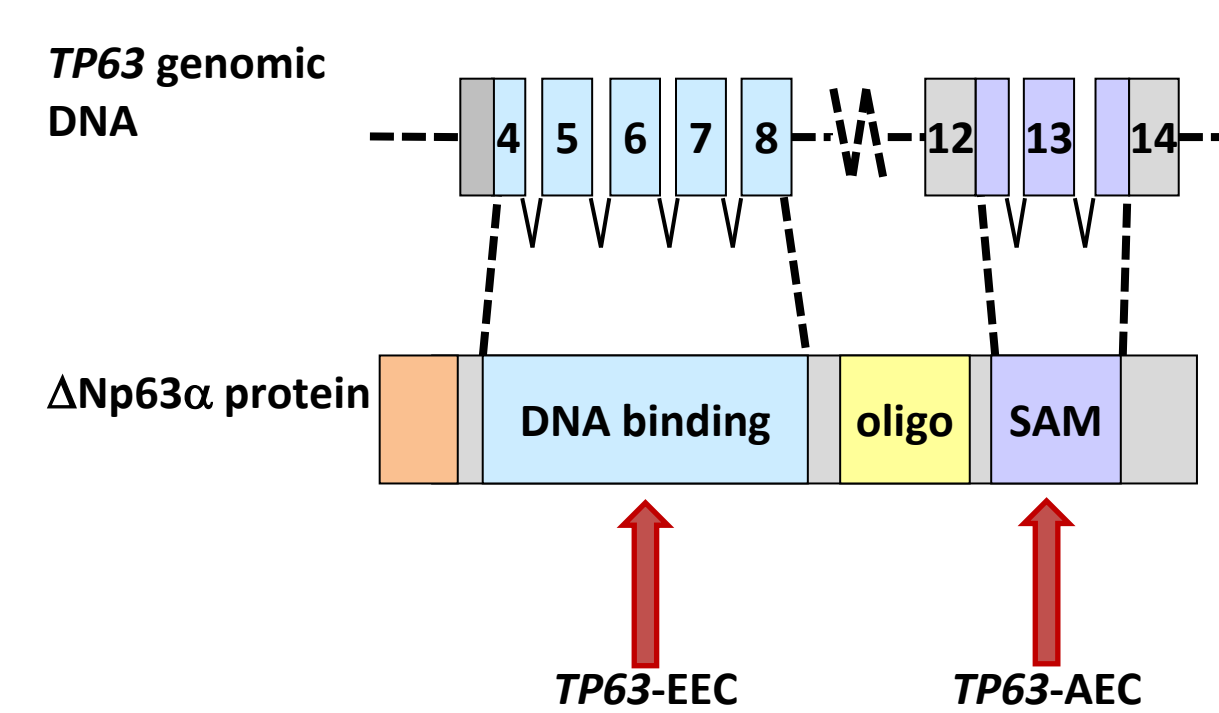 TP63 genomic
DNA
4 5 6 7 8 12 13 14
ΔNp63α protein
DNA binding oligo SAM
TP63-EEC TP63-AEC